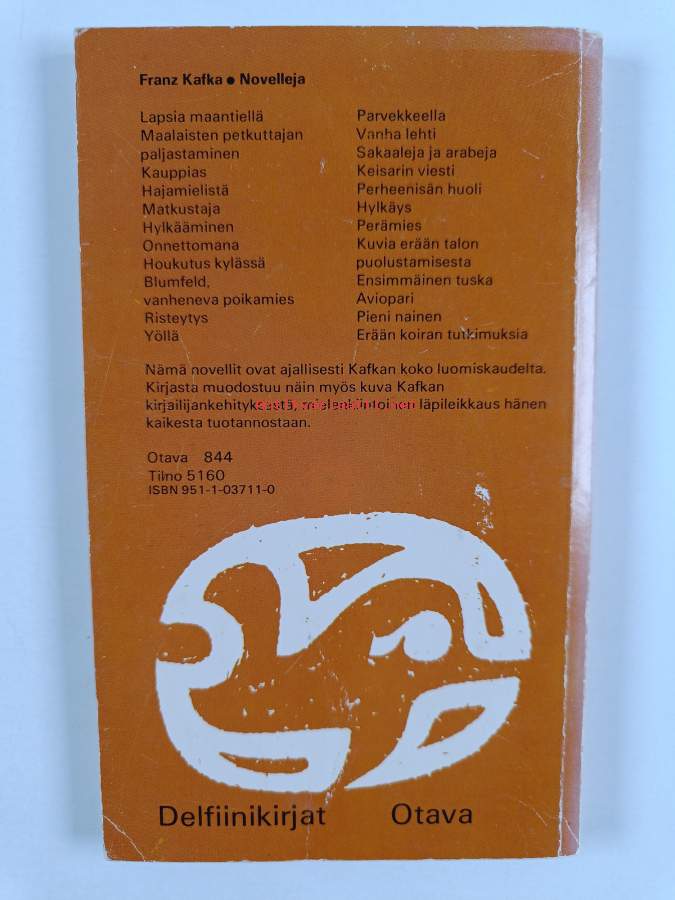 Franz Kafka ● Novelleja
Lapsia maantiellä
Maalaisten petkuttajan
paljastaminen
Kauppias
Hajamielistä
Matkustaja
Hylkääminen
Onnettomana
Houkutus kylässä
Blumfeld,
vanheneva poikamies
Risteytys
Yöllä
Parvekkeella
Vanha lehti
Sakaaleja ja arabeja
Keisarin viesti
Perheenisän huoli
Hylkäys
Perämies
Kuvia erään talon
puolustamisesta
Ensimmäinen tuska
Aviopari
Pieni nainen
Erään koiran tutkimuksia
Nämä novellit ovat ajallisesti Kafkan koko luomiskaudelta.
Kirjasta muodostuu näin myös kuva Kafkan
kirjailijankehityksestä, mielenkiintoinen läpileikkaus hänen
kaikesta tuotannostaan.
Otava 844
Tilno 5160
ISBN 951-1-03711-0
Delfiinikirjat Otava